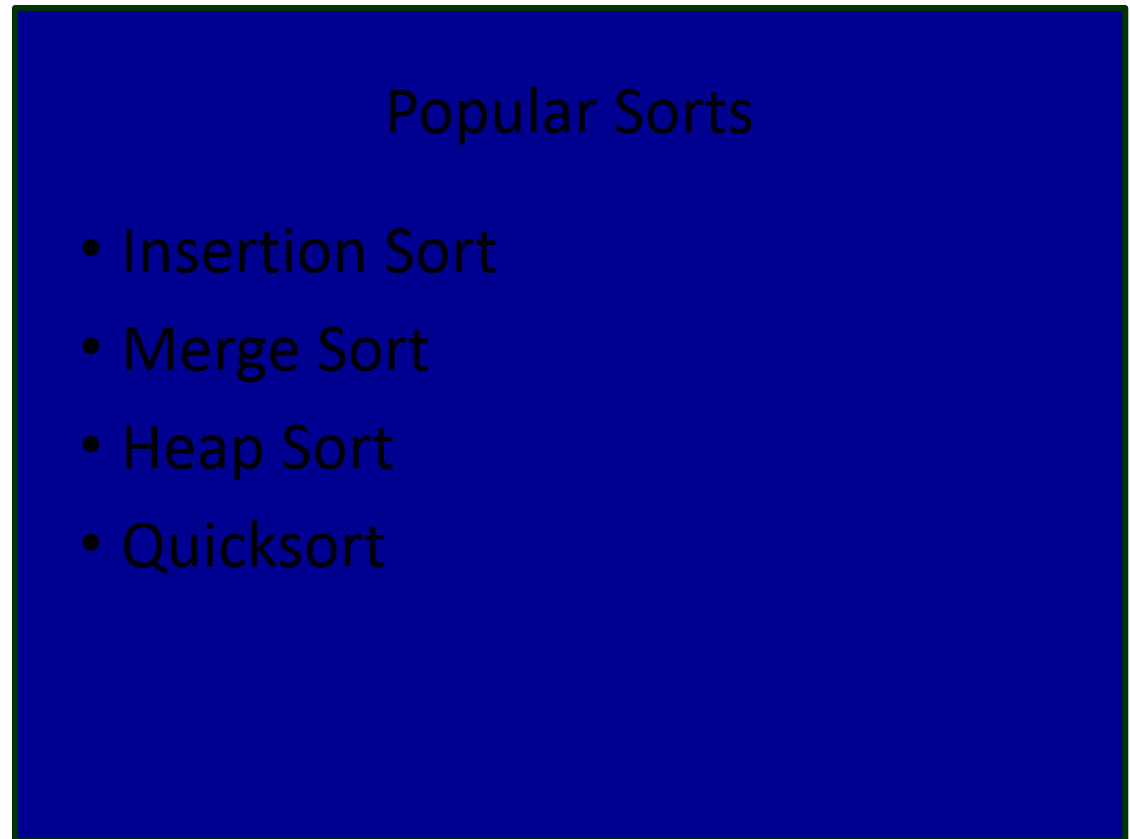 Popular Sorts
• Insertion Sort
• Merge Sort
• Heap Sort
• Quicksort